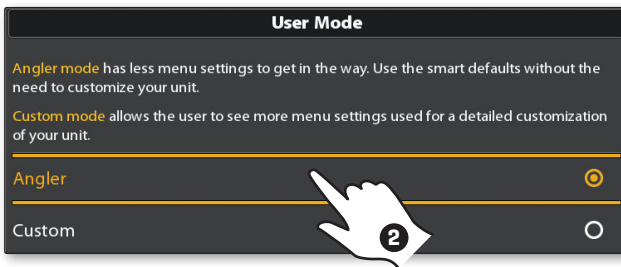 User Mode
Angler mode has less menu settings to get in the way. Use the smart defaults without the
need to customize your unit.
Custom mode allows the user to see more menu settings used for a detailed customization
of your unit.
Angler
Custom
2